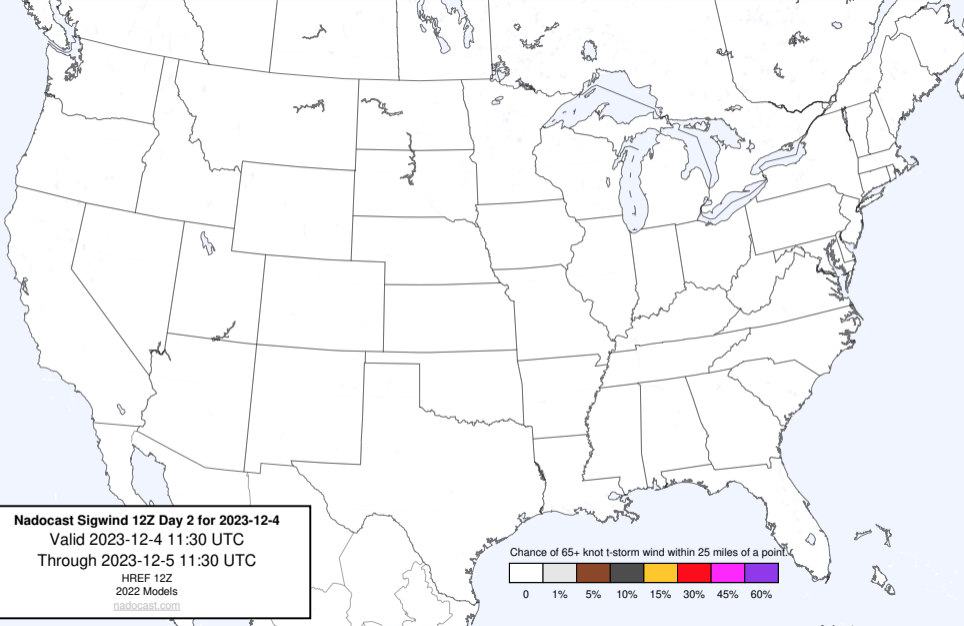 Nadocast Sigwind 12Z Day 2 for 2023-12-4
Valid 2023-12-4 11:30 UTC
Through 2023-12-5 11:30 UTC
HREF 12Z
2022 Models
nadocast.com
Chance of 65+ knot t-storm wind within 25 miles of a point.
0 1% 5% 10% 15% 30% 45% 60%